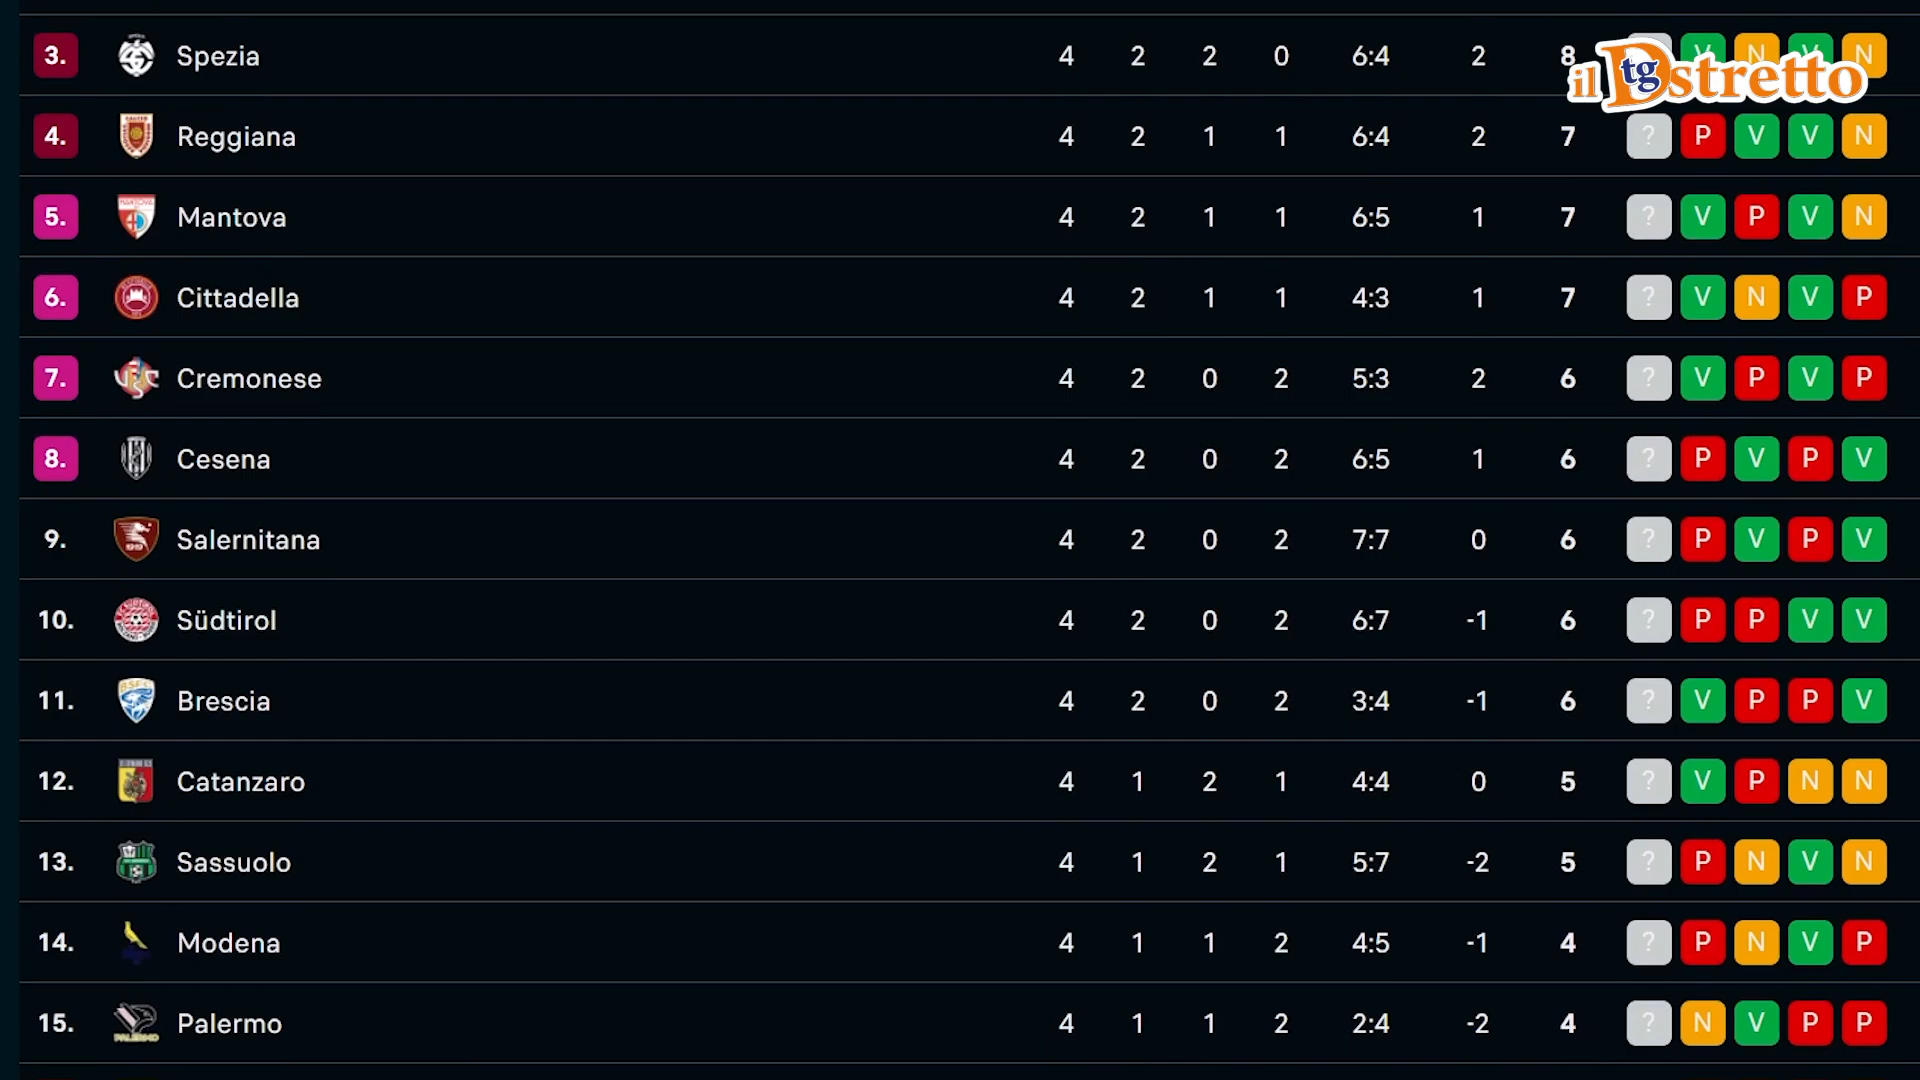 3. Spezia 4 2 2 0 6:4 2 8 V N V N
il tg Dstretto
4. Reggiana 4 2 1 1 6:4 2 7 ? P V V N
5. Mantova 4 2 1 1 6:5 1 7 ? V P V N
6. Cittadella 4 2 1 1 4:3 1 7 ? V N V P
7. Cremonese 4 2 0 2 5:3 2 6 ? V P V P
8. Cesena 4 2 0 2 6:5 1 6 ? P V P V
9. Salernitana 4 2 0 2 7:7 0 6 ? P V P V
10. Südtirol 4 2 0 2 6:7 -1 6 ? P P V V
11. Brescia 4 2 0 2 3:4 -1 6 ? V P P V
12. Catanzaro 4 1 2 1 4:4 0 5 ? V P N N
13. Sassuolo 4 1 2 1 5:7 -2 5 ? P N V N
14. Modena 4 1 1 2 4:5 -1 4 ? P N V P
15. Palermo 4 1 1 2 2:4 -2 4 ? N V P P